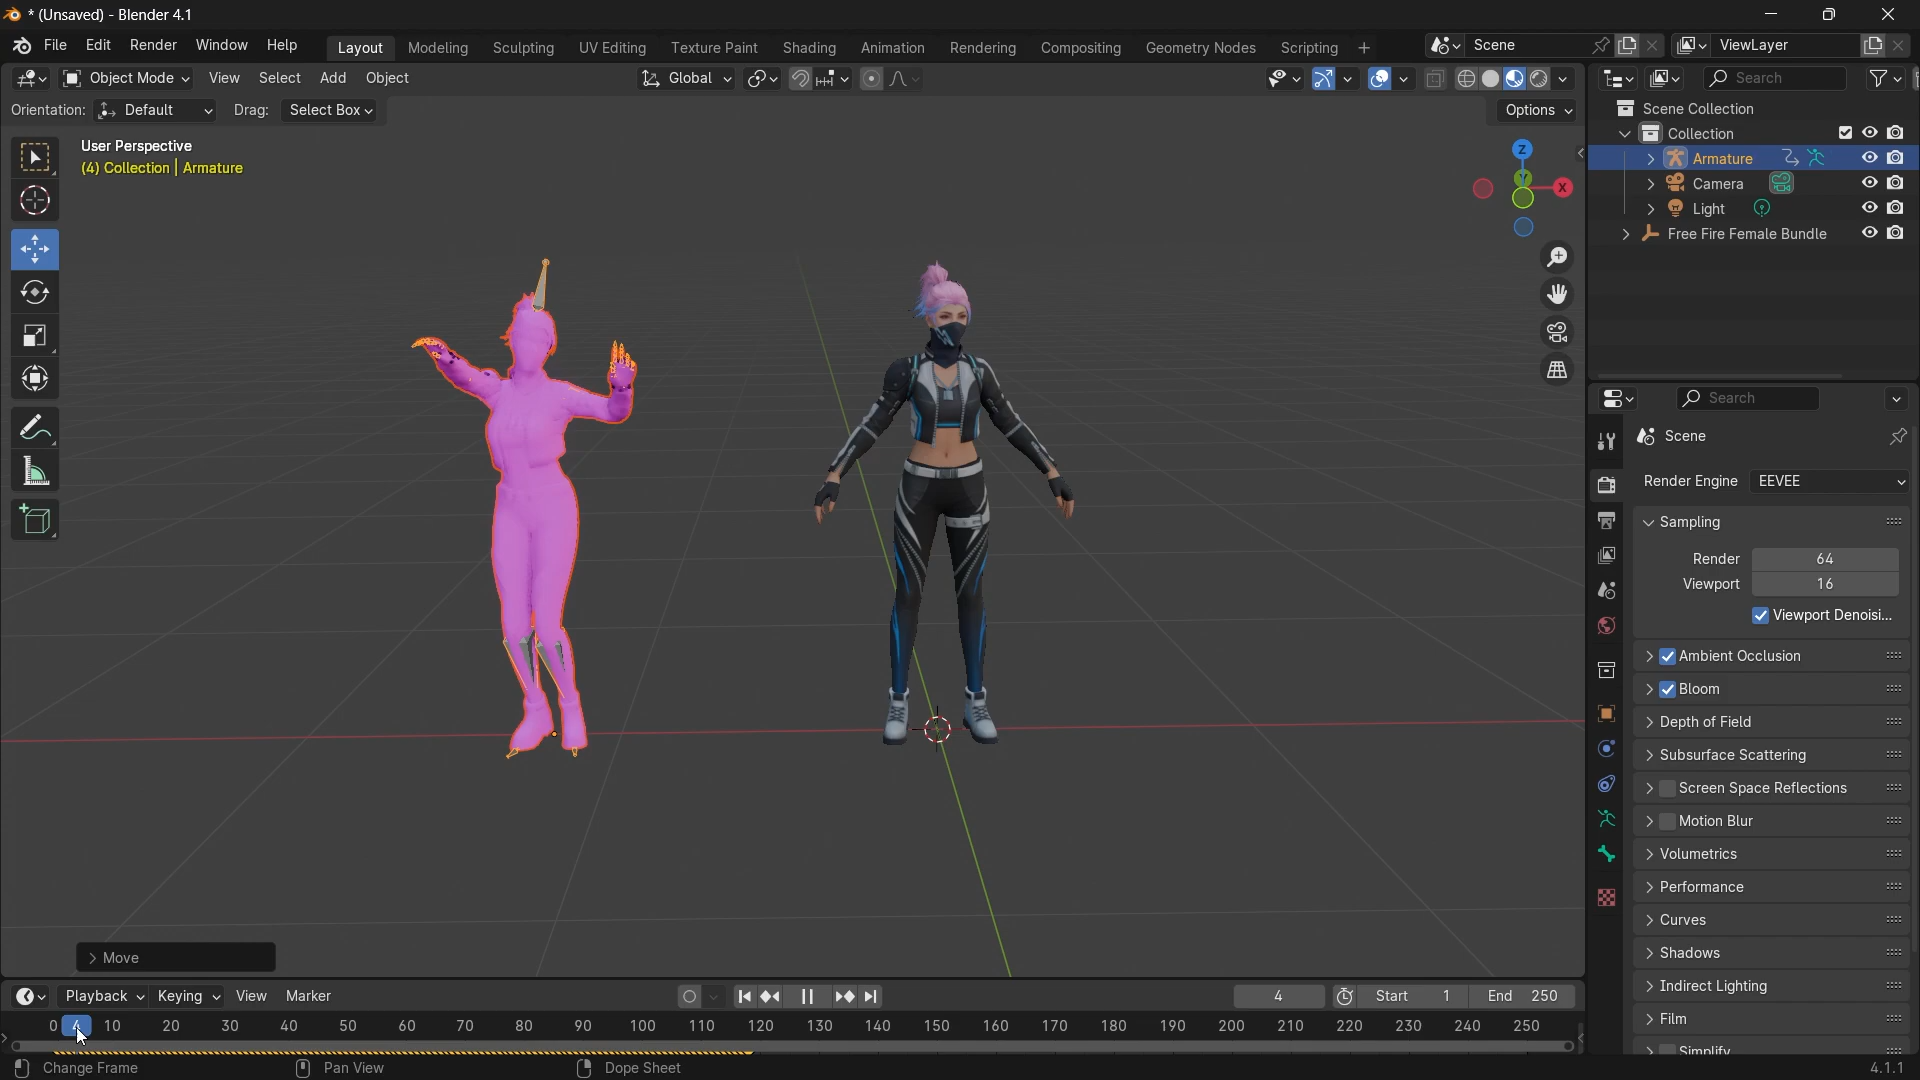 * (Unsaved) - Blender 4.1
File Edit Render Window Help Layout Modeling Sculpting UV Editing Texture Paint Shading Animation Rendering Compositing Geometry Nodes Scripting + Scene ViewLayer
Object Mode View Select Add Object Global Search
Orientation: Default Drag: Select Box Options
User Perspective
(4) Collection | Armature
Z
X
Scene Collection
Collection
Armature
Camera
Light
Free Fire Female Bundle
Search
Scene
Render Engine EEVEE
Sampling
Render 64
Viewport 16
Viewport Denoisi...
Ambient Occlusion
Bloom
Depth of Field
Subsurface Scattering
Screen Space Reflections
Motion Blur
Volumetrics
Performance
Curves
Shadows
Indirect Lighting
Film
Simplify
Move
Playback Keying View Marker 4 Start 1 End 250
0 4 10 20 30 40 50 60 70 80 90 100 110 120 130 140 150 160 170 180 190 200 210 220 230 240 250
Change Frame Pan View Dope Sheet 4.1.1